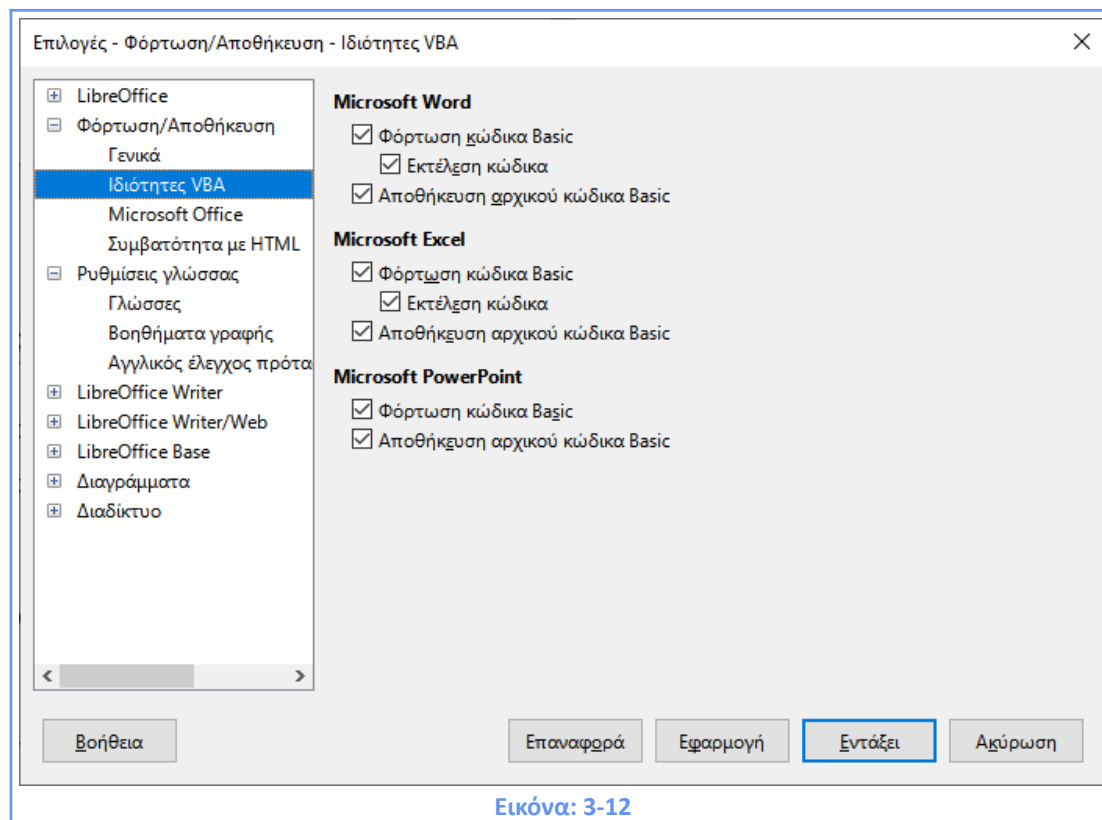 Επιλογές - Φόρτωση/Αποθήκευση - Ιδιότητες VBA
LibreOffice
Φόρτωση/Αποθήκευση
Γενικά
Ιδιότητες VBA
Microsoft Office
Συμβατότητα με HTML
Ρυθμίσεις γλώσσας
Γλώσσες
Βοηθήματα γραφής
Αγγλικός έλεγχος πρότα
LibreOffice Writer
LibreOffice Writer/Web
LibreOffice Base
Διαγράμματα
Διαδίκτυο
Microsoft Word
Φόρτωση κώδικα Basic
Εκτέλεση κώδικα
Αποθήκευση αρχικού κώδικα Basic
Microsoft Excel
Φόρτωση κώδικα Basic
Εκτέλεση κώδικα
Αποθήκευση αρχικού κώδικα Basic
Microsoft PowerPoint
Φόρτωση κώδικα Basic
Αποθήκευση αρχικού κώδικα Basic
Βοήθεια
Επαναφορά
Εφαρμογή
Εντάξει
Ακύρωση
Εικόνα: 3-12